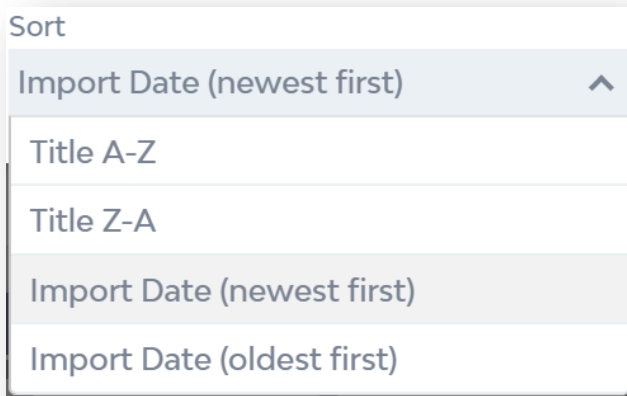 Sort
Import Date (newest first)
Title A-Z
Title Z-A
Import Date (newest first)
Import Date (oldest first)